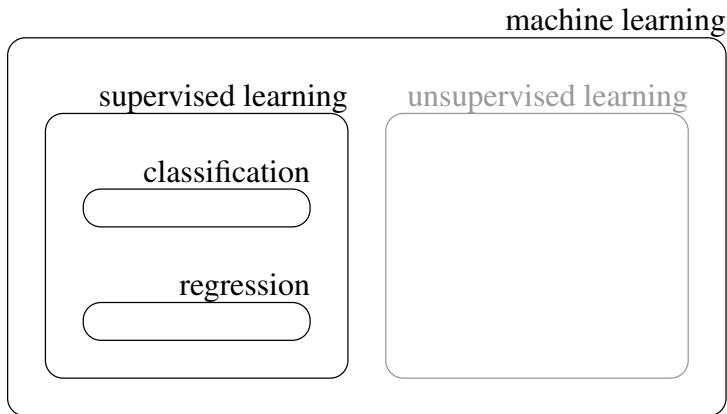 machine learning
supervised learning
unsupervised learning
classification
regression